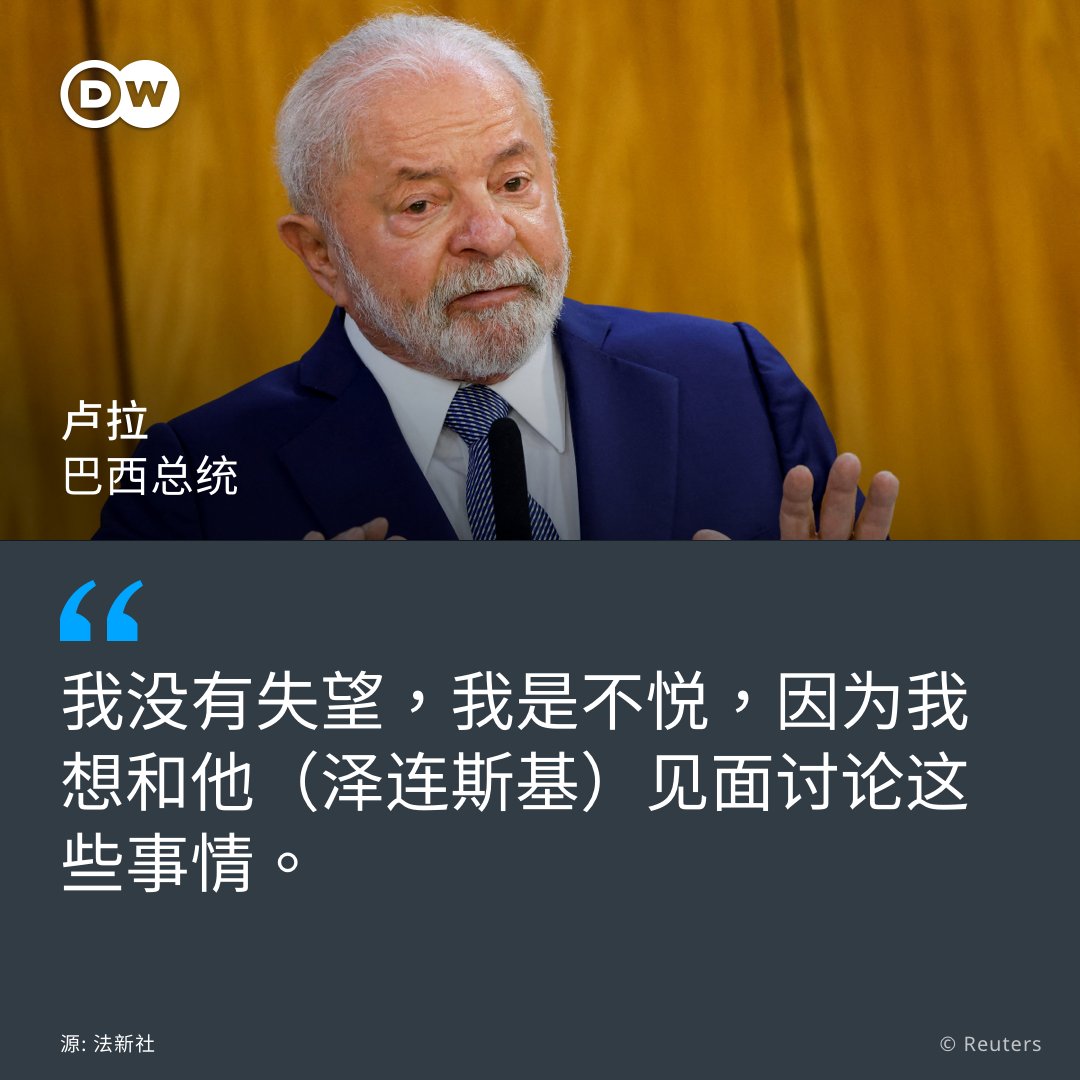 DW
卢拉
巴西总统
我没有失望，我是不悦，因为我
想和他（泽连斯基）见面讨论这
些事情。
源: 法新社
© Reuters